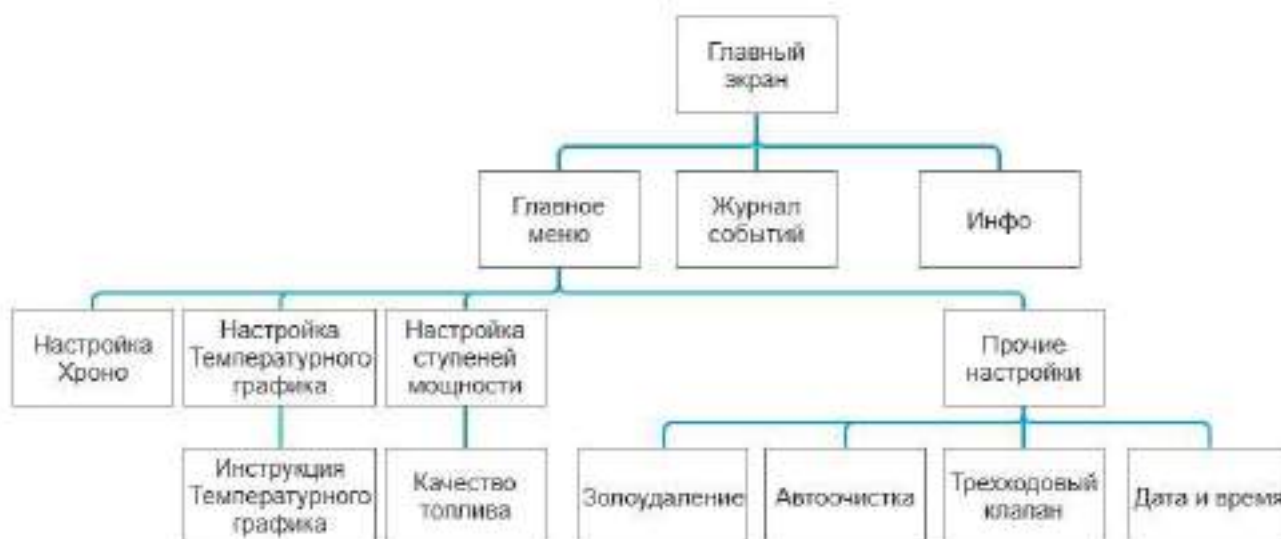 Главный
экран
Главное
меню
Журнал
событий
Инфо
Настройка
Хроно
Настройка
Температурного
графика
Настройка
ступеней
мощности
Прочие
настройки
Инструкция
Температурного
графика
Качество
топлива
Золоудаление
Автоочистка
Трехходовый
клапан
Дата и время